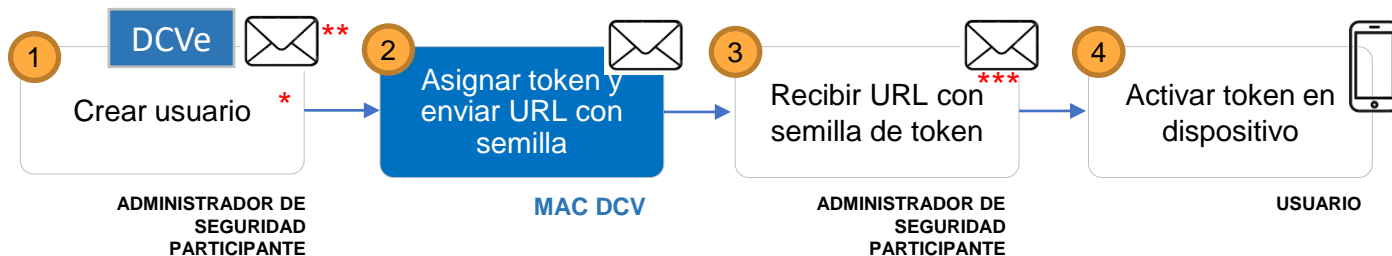 1
DCVe
**
Crear usuario *
ADMINISTRADOR DE
SEGURIDAD
PARTICIPANTE
2
Asignar token y
enviar URL con
semilla
MAC DCV
3
***
Recibir URL con
semilla de token
ADMINISTRADOR DE
SEGURIDAD
PARTICIPANTE
4
Activar token en
dispositivo
USUARIO